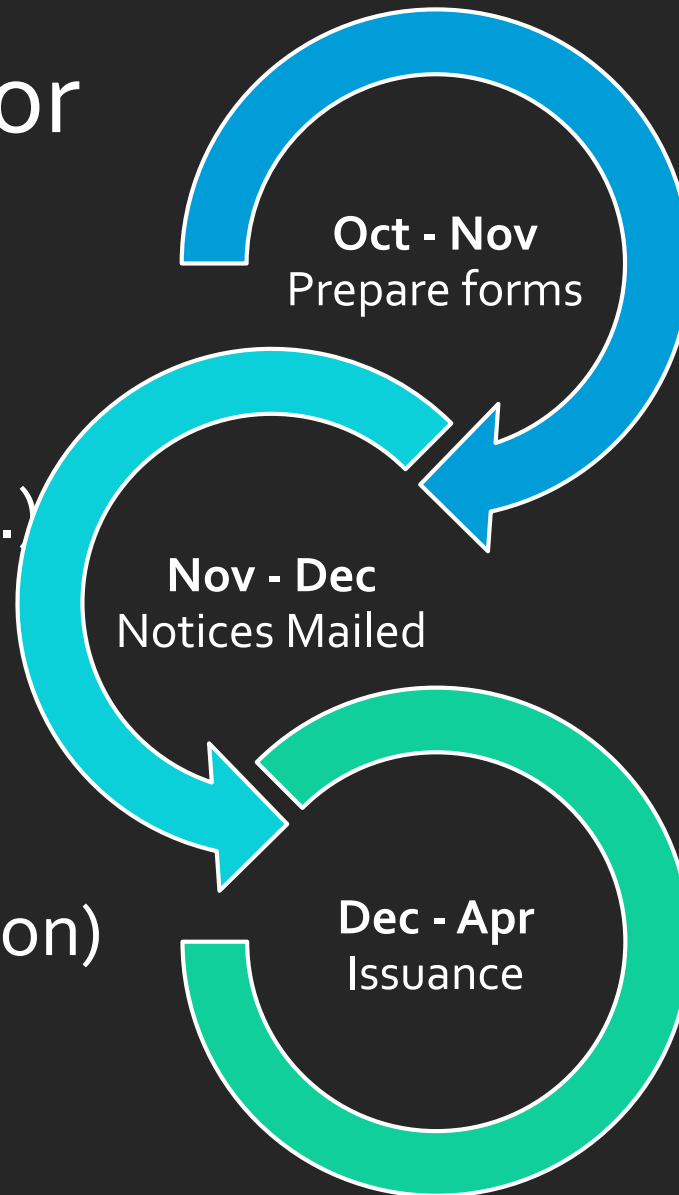 or
Oct - Nov
Prepare forms
.)
Nov - Dec
Notices Mailed
on)
Dec - Apr
Issuance